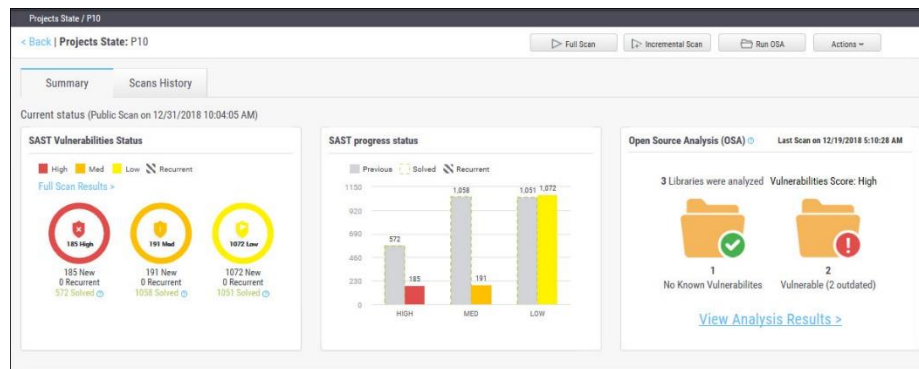 Projects State / P10
< Back | Projects State: P10
Full Scan
Incremental Scan
Run OSA
Actions
Summary
Scans History
Current status (Public Scan on 12/31/2018 10:04:05 AM)
SAST Vulnerabilities Status
High Med Low Recurrent
Full Scan Results >
185 High
191 Med
1072 Low
185 New
0 Recurrent
572 Solved
191 New
0 Recurrent
1058 Solved
1072 New
0 Recurrent
1051 Solved
SAST progress status
Previous Solved Recurrent
1150
920
690
460
230
0
572
185
1,058
191
1,051
1,072
HIGH
MED
LOW
Open Source Analysis (OSA)
Last Scan on 12/19/2018 5:10:28 AM
3 Libraries were analyzed Vulnerabilities Score: High
1
No Known Vulnerabilites
2
Vulnerable (2 outdated)
View Analysis Results >